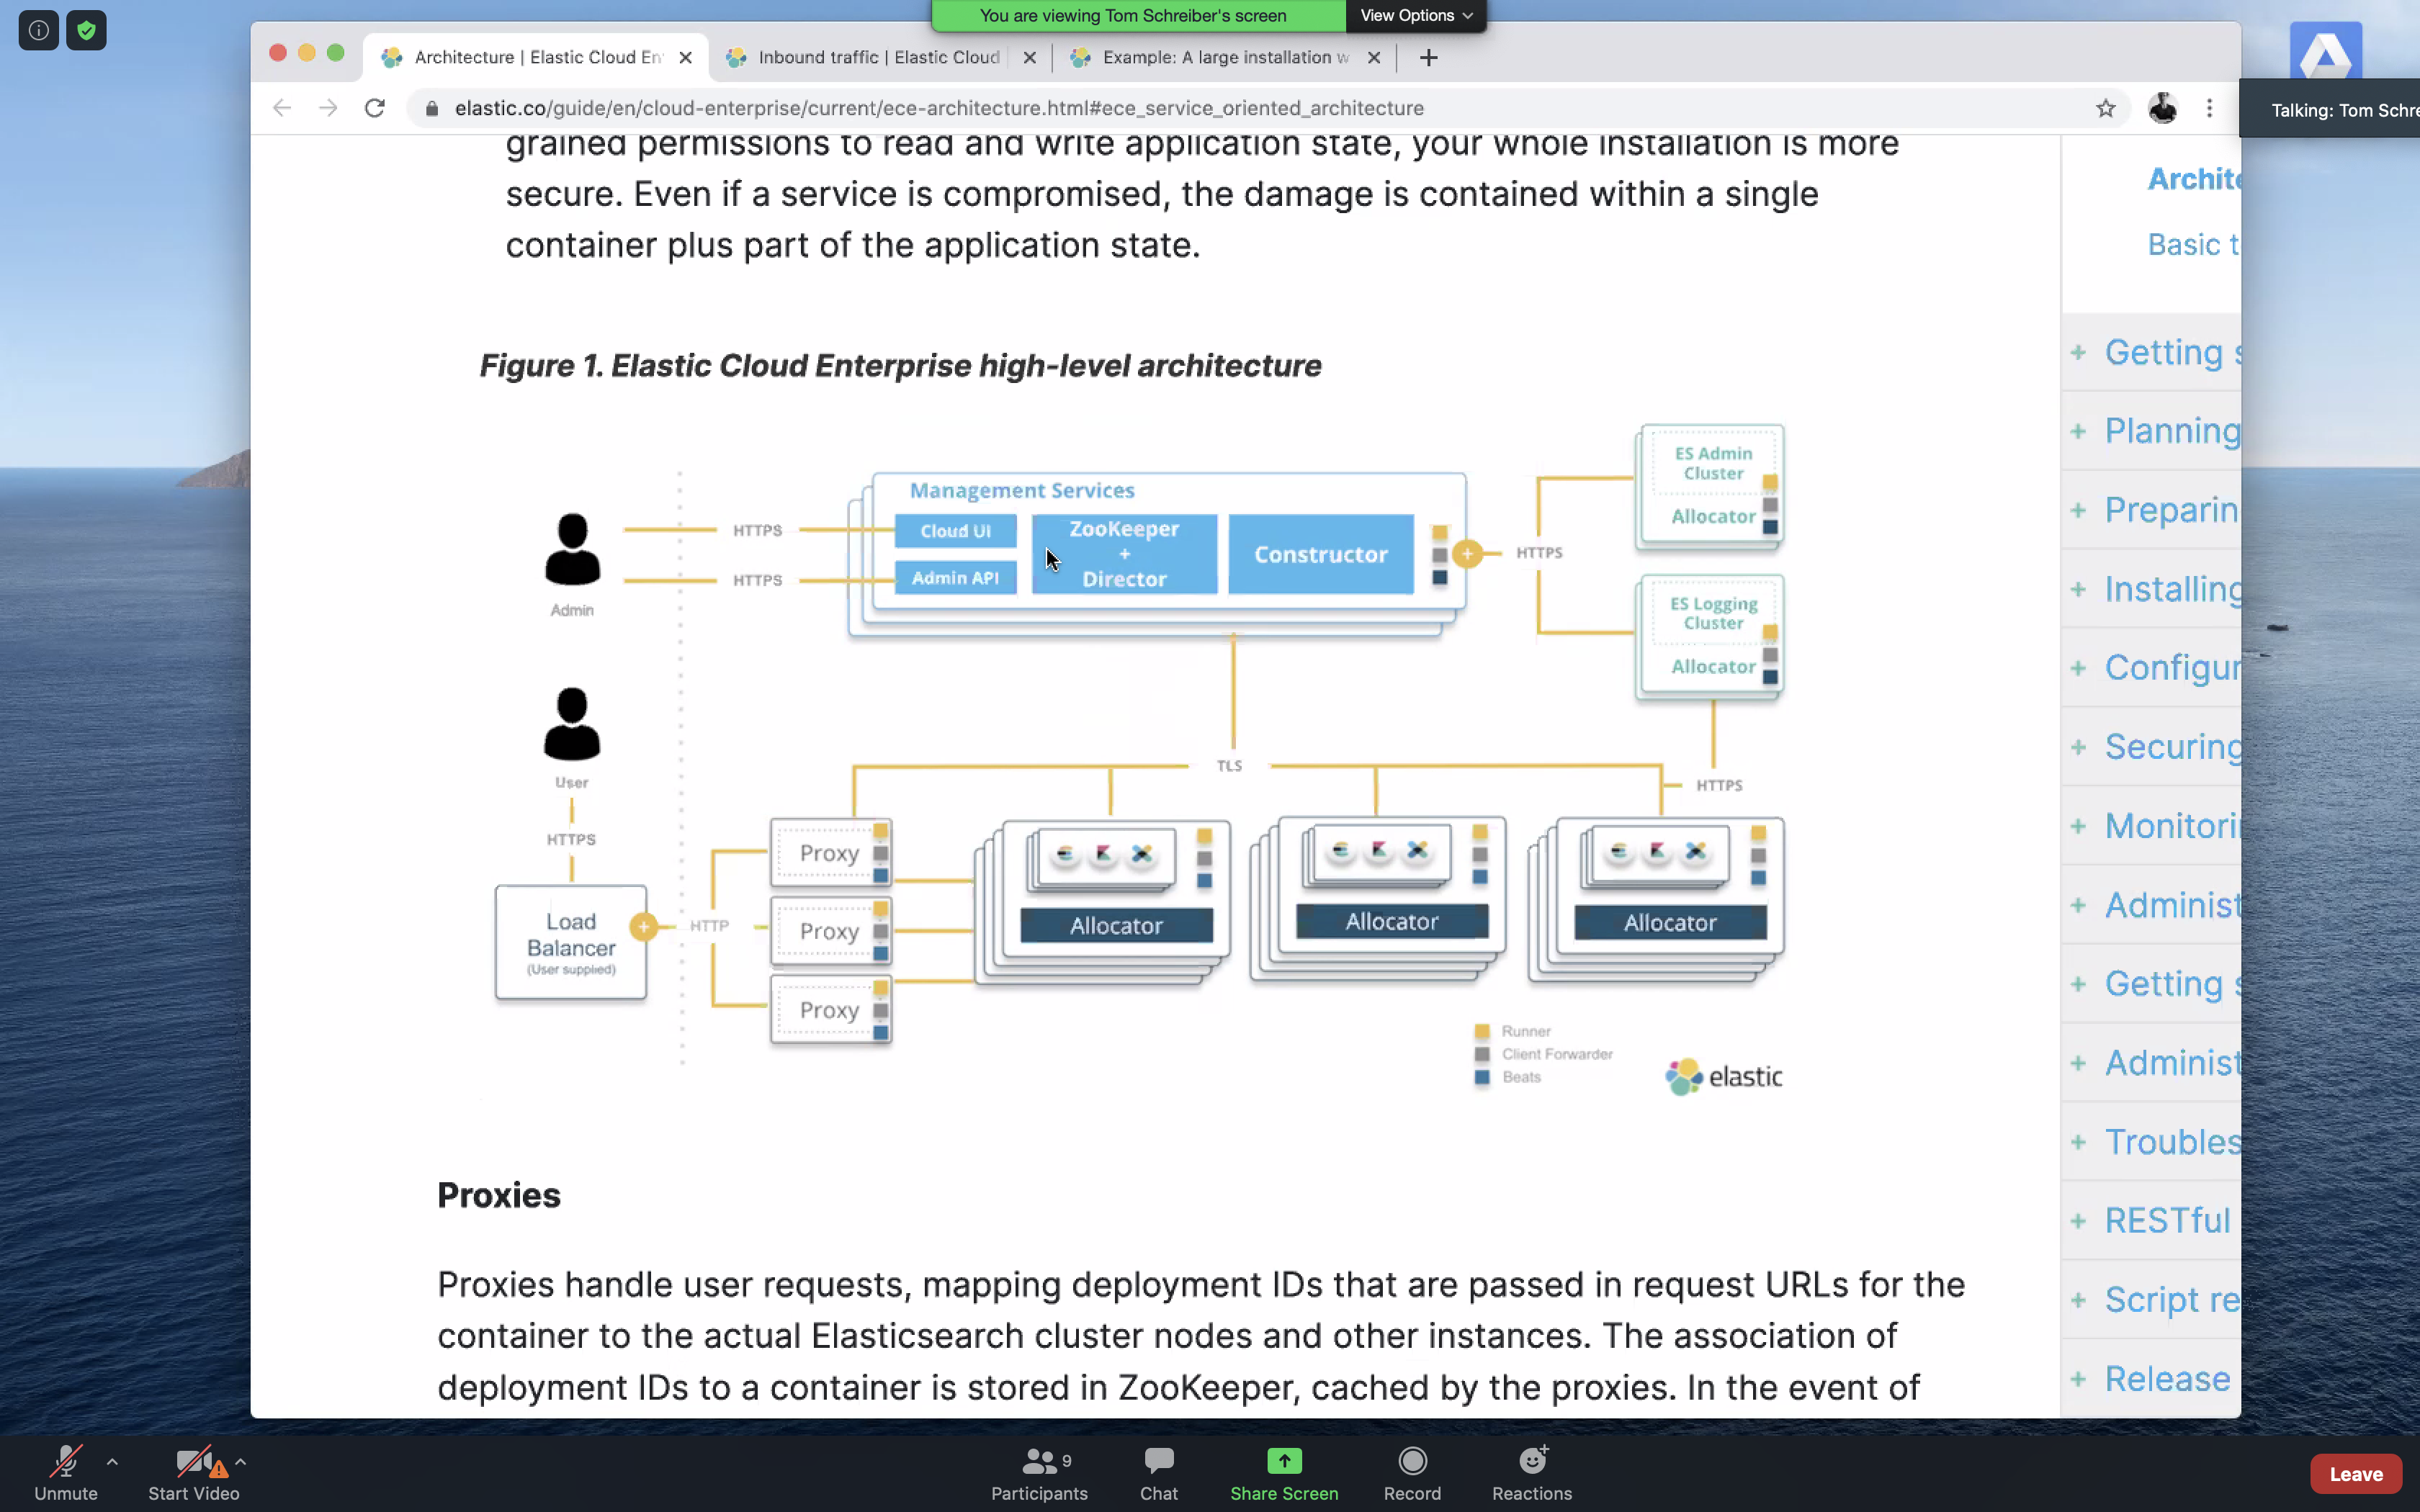 You are viewing Tom Schreiber's screen
View Options
Architecture | Elastic Cloud En
Inbound traffic | Elastic Cloud
Example: A large installation w
elastic.co/guide/en/cloud-enterprise/current/ece-architecture.html#ece_service_oriented_architecture
Talking: Tom Schre
grained permissions to read and write application state, your whole installation is more
secure. Even if a service is compromised, the damage is contained within a single
container plus part of the application state.
Figure 1. Elastic Cloud Enterprise high-level architecture
Admin
HTTPS
HTTPS
Management Services
Cloud UI
Admin API
ZooKeeper
+
Director
Constructor
+
HTTPS
ES Admin
Cluster
Allocator
ES Logging
Cluster
Allocator
HTTPS
TLS
User
HTTPS
Load
Balancer
(User supplied)
+
HTTP
Proxy
Proxy
Proxy
Allocator
Allocator
Allocator
Runner
Client Forwarder
Beats
elastic
Proxies
Proxies handle user requests, mapping deployment IDs that are passed in request URLs for the
container to the actual Elasticsearch cluster nodes and other instances. The association of
deployment IDs to a container is stored in ZooKeeper, cached by the proxies. In the event of
Archite
Basic t
+ Getting s
+ Planning
+ Preparin
+ Installing
+ Configur
+ Securing
+ Monitori
+ Administ
+ Getting s
+ Administ
+ Troubles
+ RESTful
+ Script re
+ Release
Unmute
Start Video
9
Participants
Chat
Share Screen
Record
Reactions
Leave